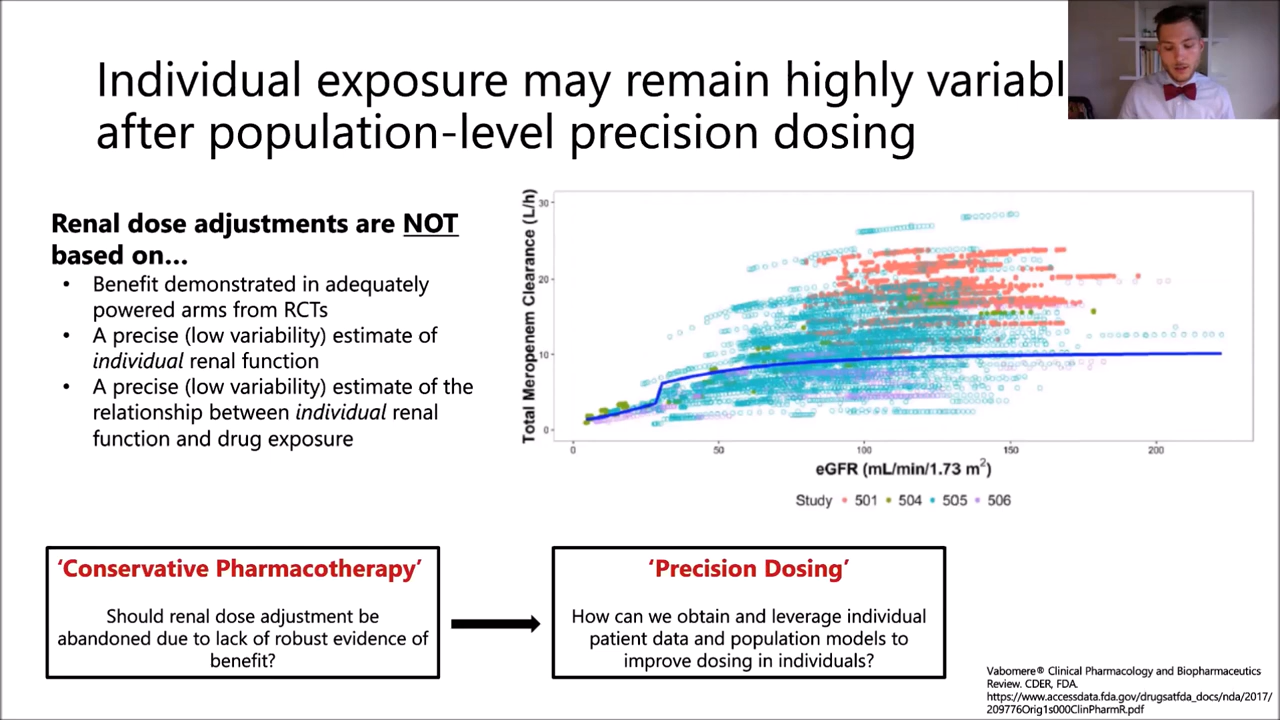 Individual exposure may remain highly variabl
after population-level precision dosing
Renal dose adjustments are NOT
based on…
• Benefit demonstrated in adequately
powered arms from RCTs
• A precise (low variability) estimate of
individual renal function
• A precise (low variability) estimate of the
relationship between individual renal
function and drug exposure
Total Meropenem Clearance (L/h)
30
20
10
0
0 50 100 150 200
eGFR (mL/min/1.73 m²)
Study 501 504 505 506
‘Conservative Pharmacotherapy’
Should renal dose adjustment be
abandoned due to lack of robust evidence of
benefit?
‘Precision Dosing’
How can we obtain and leverage individual
patient data and population models to
improve dosing in individuals?
Vabomere® Clinical Pharmacology and Biopharmaceutics
Review. CDER, FDA.
https://www.accessdata.fda.gov/drugsatfda_docs/nda/2017/
209776Orig1s000ClinPharmR.pdf